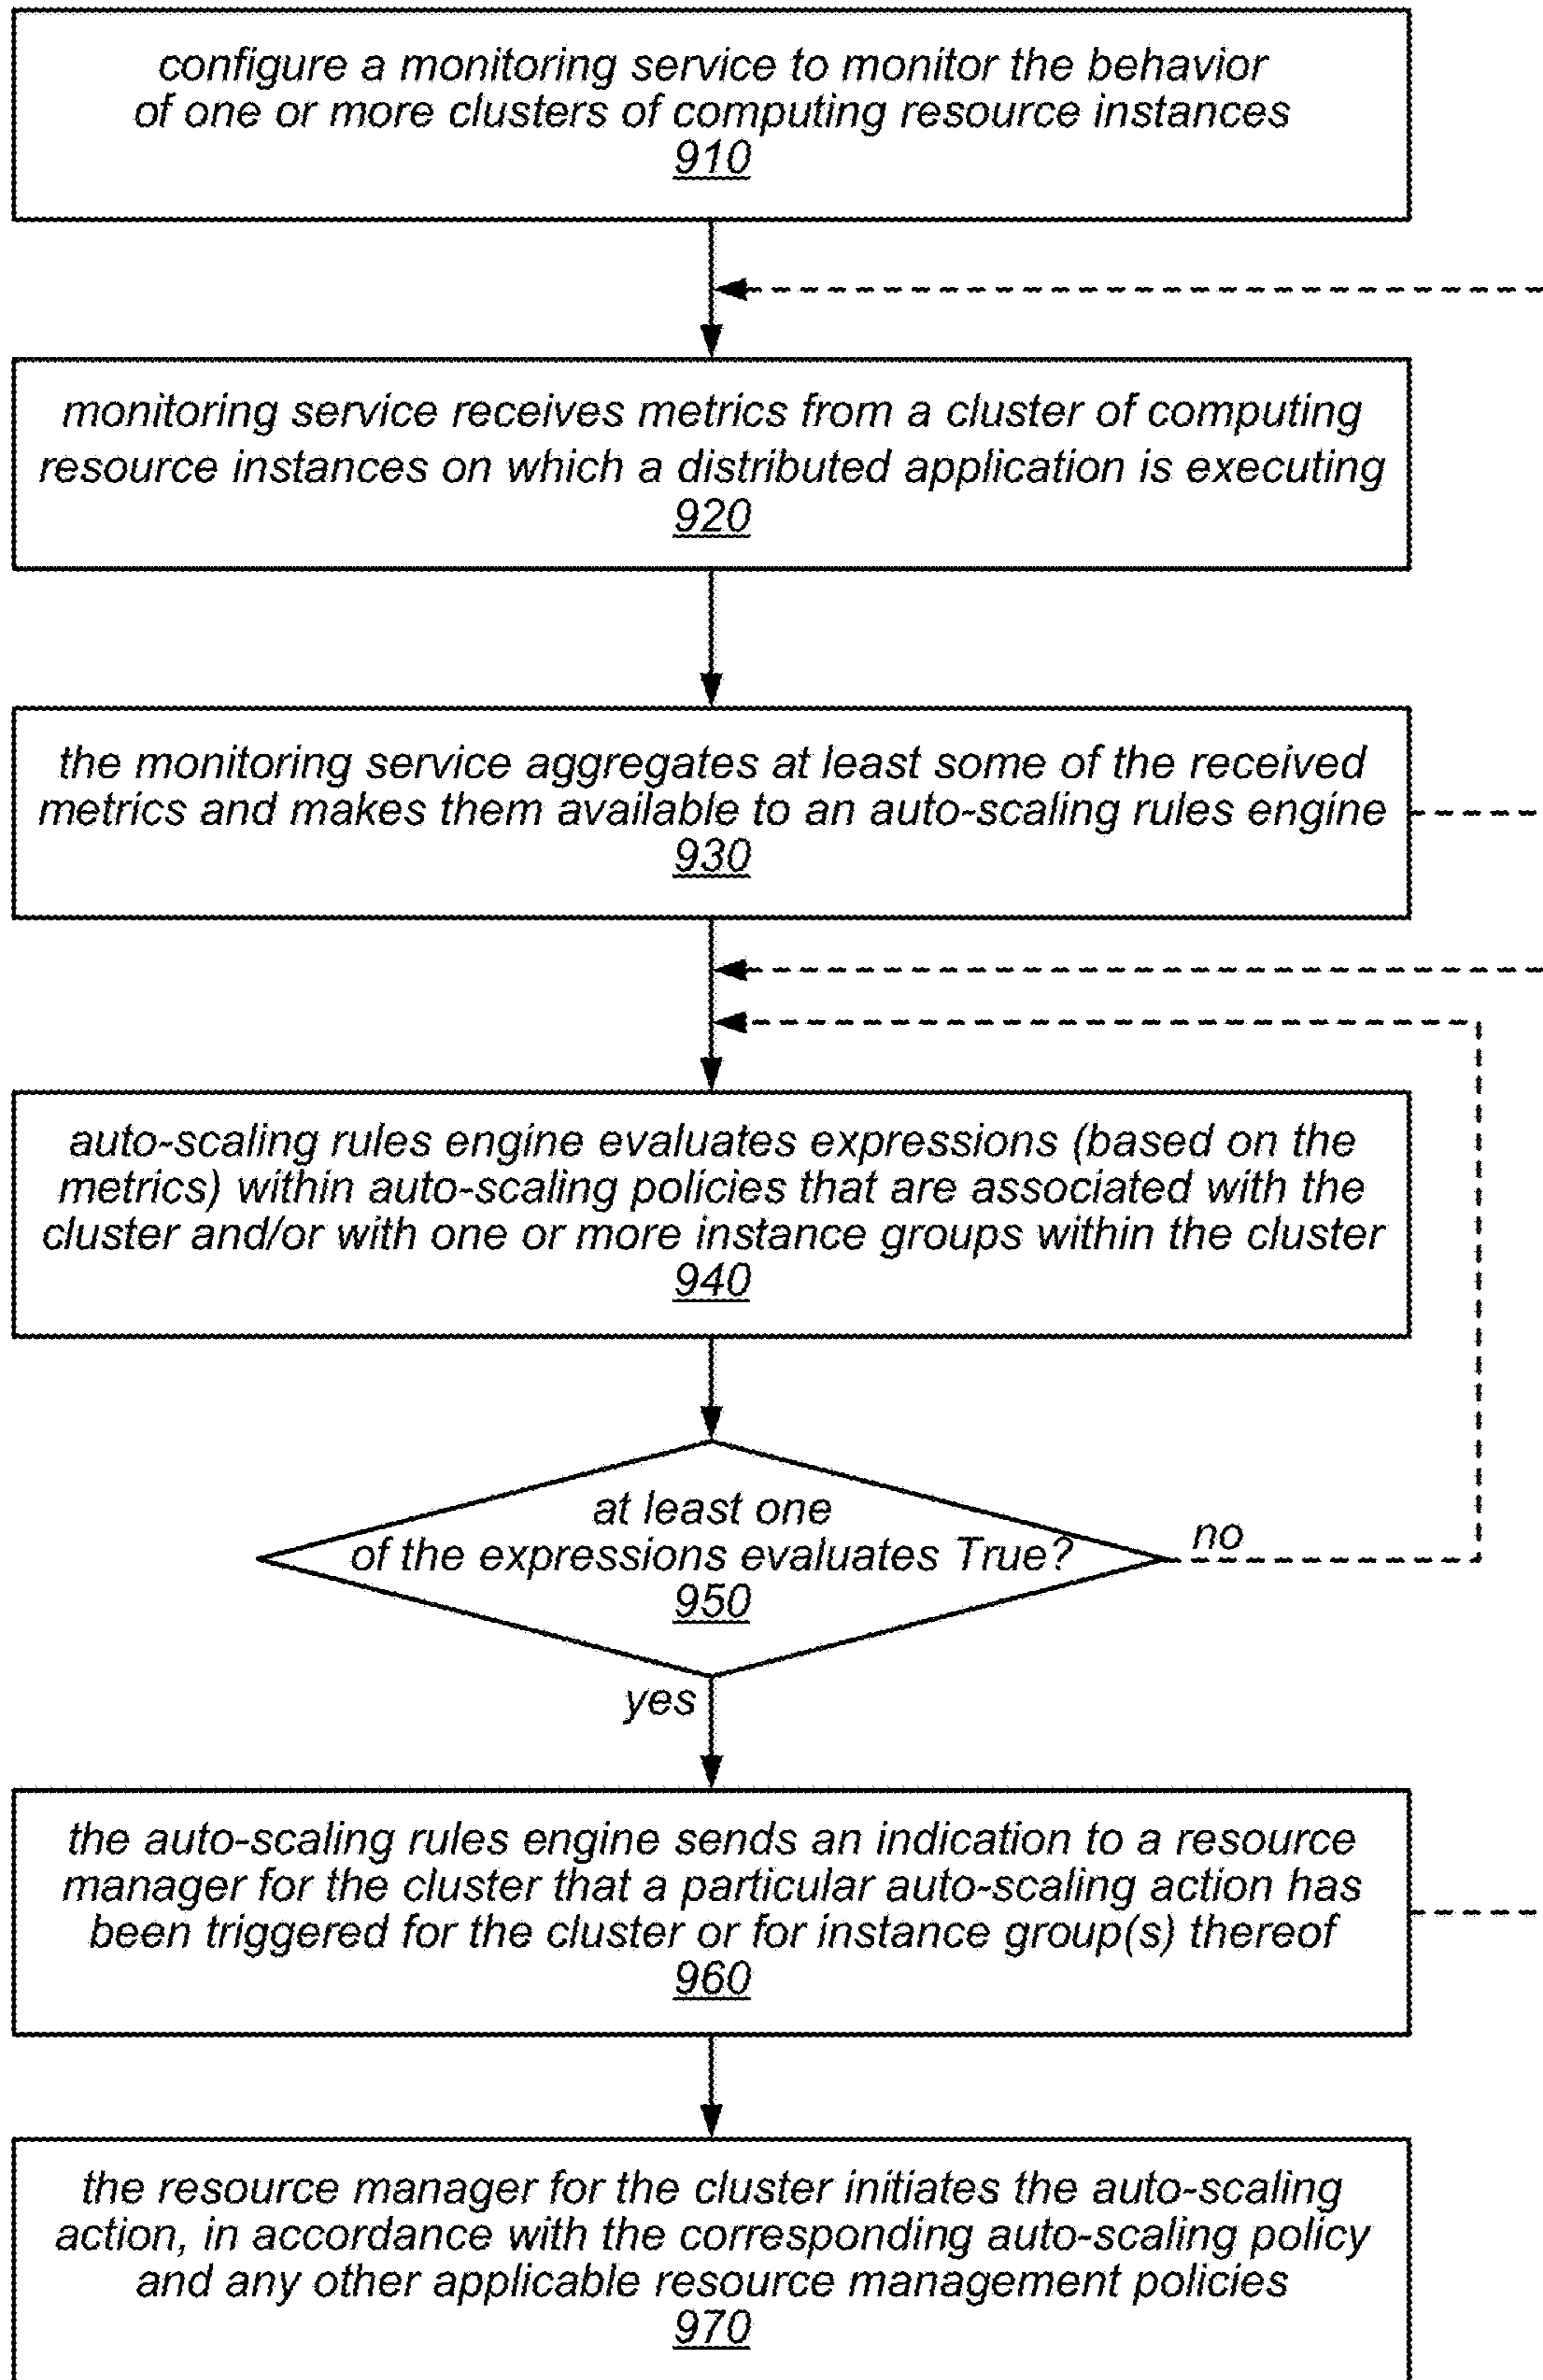 configure a monitoring service to monitor the behavior
of one or more clusters of computing resource instances
910
monitoring service receives metrics from a cluster of computing
resource instances on which a distributed application is executing
920
the monitoring service aggregates at least some of the received
metrics and makes them available to an auto-scaling rules engine
930
auto-scaling rules engine evaluates expressions (based on the
metrics) within auto-scaling policies that are associated with the
cluster and/or with one or more instance groups within the cluster
940
at least one
of the expressions evaluates True?
950
no
yes
the auto-scaling rules engine sends an indication to a resource
manager for the cluster that a particular auto-scaling action has
been triggered for the cluster or for instance group(s) thereof
960
the resource manager for the cluster initiates the auto-scaling
action, in accordance with the corresponding auto-scaling policy
and any other applicable resource management policies
970